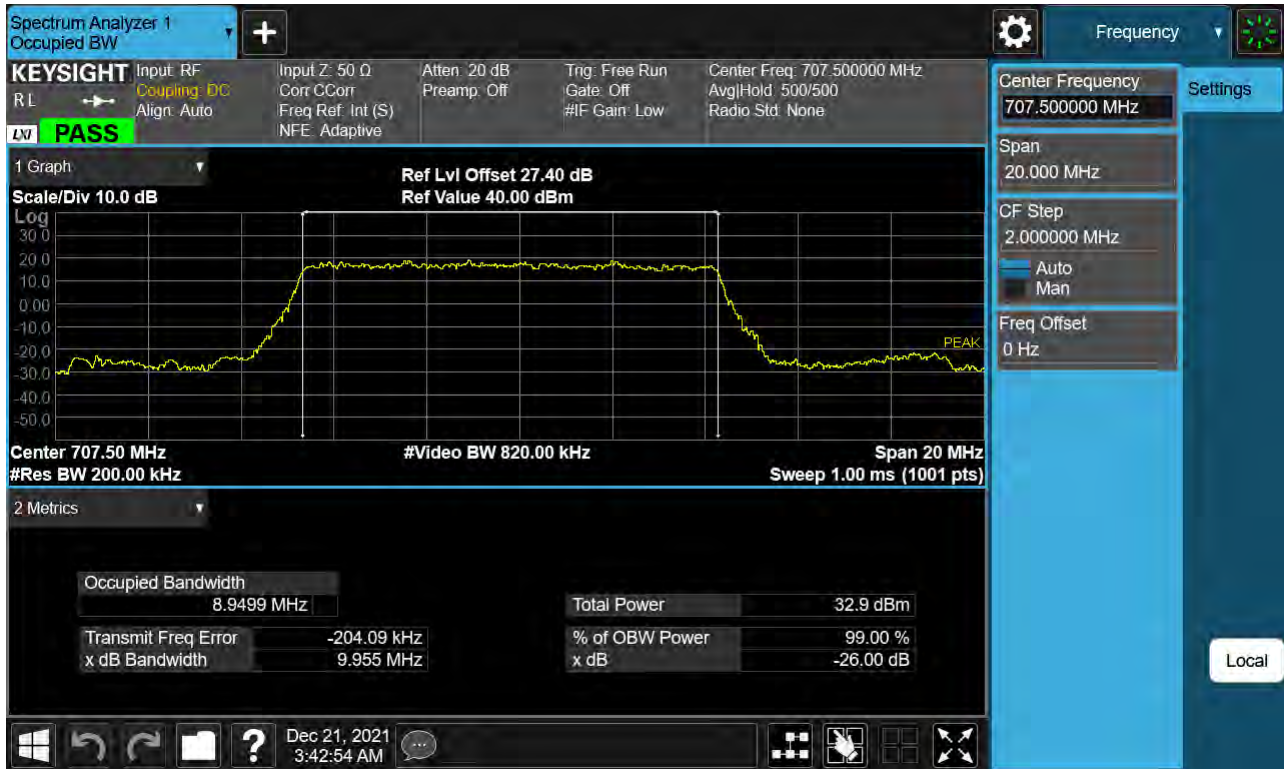 Spectrum Analyzer 1
Occupied BW
Frequency
KEYSIGHT
RL
LXI
PASS
Input: RF
Coupling: DC
Align: Auto
Input Z: 50 Ω
Corr CCorr
Freq Ref: Int (S)
NFE: Adaptive
Atten: 20 dB
Preamp: Off
Trig: Free Run
Gate: Off
#IF Gain: Low
Center Freq: 707.500000 MHz
Avg|Hold: 500/500
Radio Std: None
Center Frequency
707.500000 MHz
Settings
Span
20.000 MHz
CF Step
2.000000 MHz
Auto
Man
Freq Offset
0 Hz
Local
1 Graph
Ref Lvl Offset 27.40 dB
Scale/Div 10.0 dB
Ref Value 40.00 dBm
Log
30.0
20.0
10.0
0.00
-10.0
-20.0
-30.0
-40.0
-50.0
PEAK
Center 707.50 MHz
#Video BW 820.00 kHz
Span 20 MHz
#Res BW 200.00 kHz
Sweep 1.00 ms (1001 pts)
2 Metrics
Occupied Bandwidth
8.9499 MHz
Total Power 32.9 dBm
Transmit Freq Error -204.09 kHz
% of OBW Power 99.00 %
x dB Bandwidth 9.955 MHz
x dB -26.00 dB
?
Dec 21, 2021
3:42:54 AM